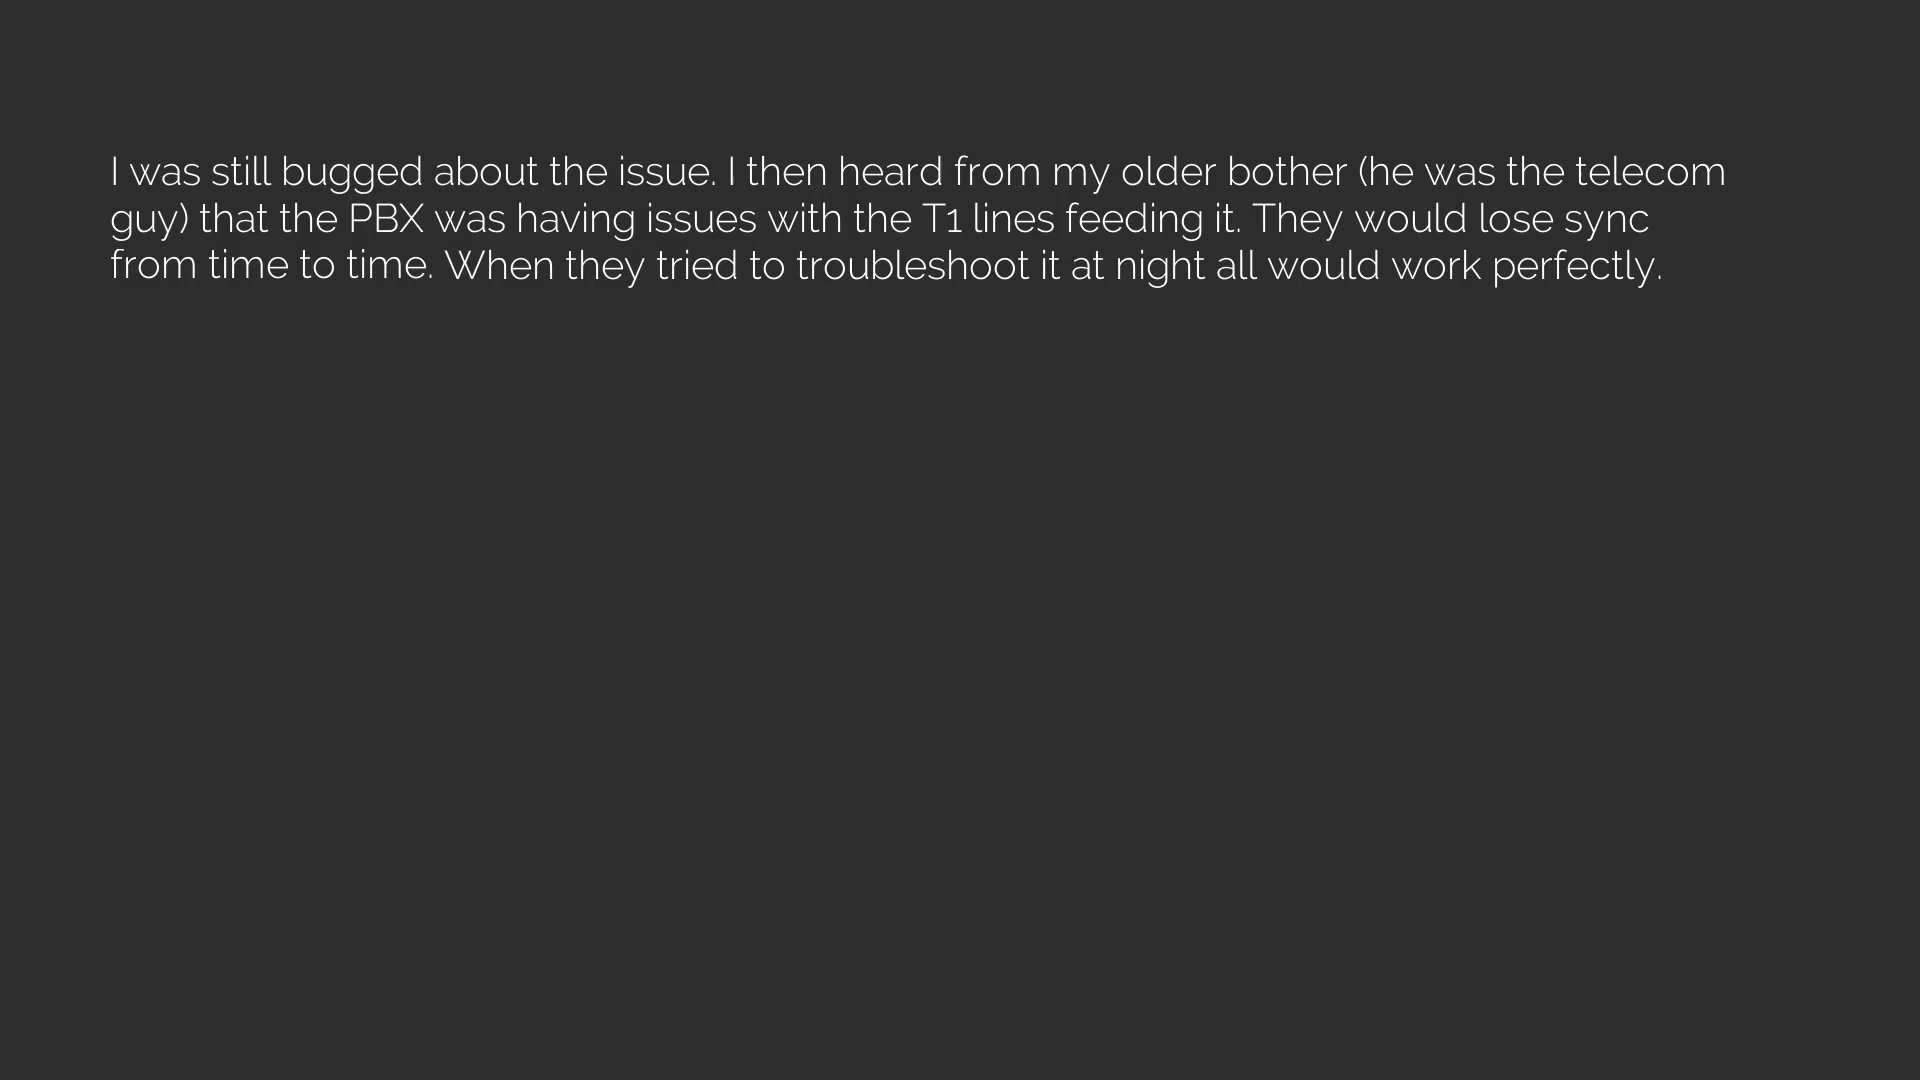 I was still bugged about the issue. I then heard from my older bother (he was the telecom
guy) that the PBX was having issues with the T1 lines feeding it. They would lose sync
from time to time. When they tried to troubleshoot it at night all would work perfectly.